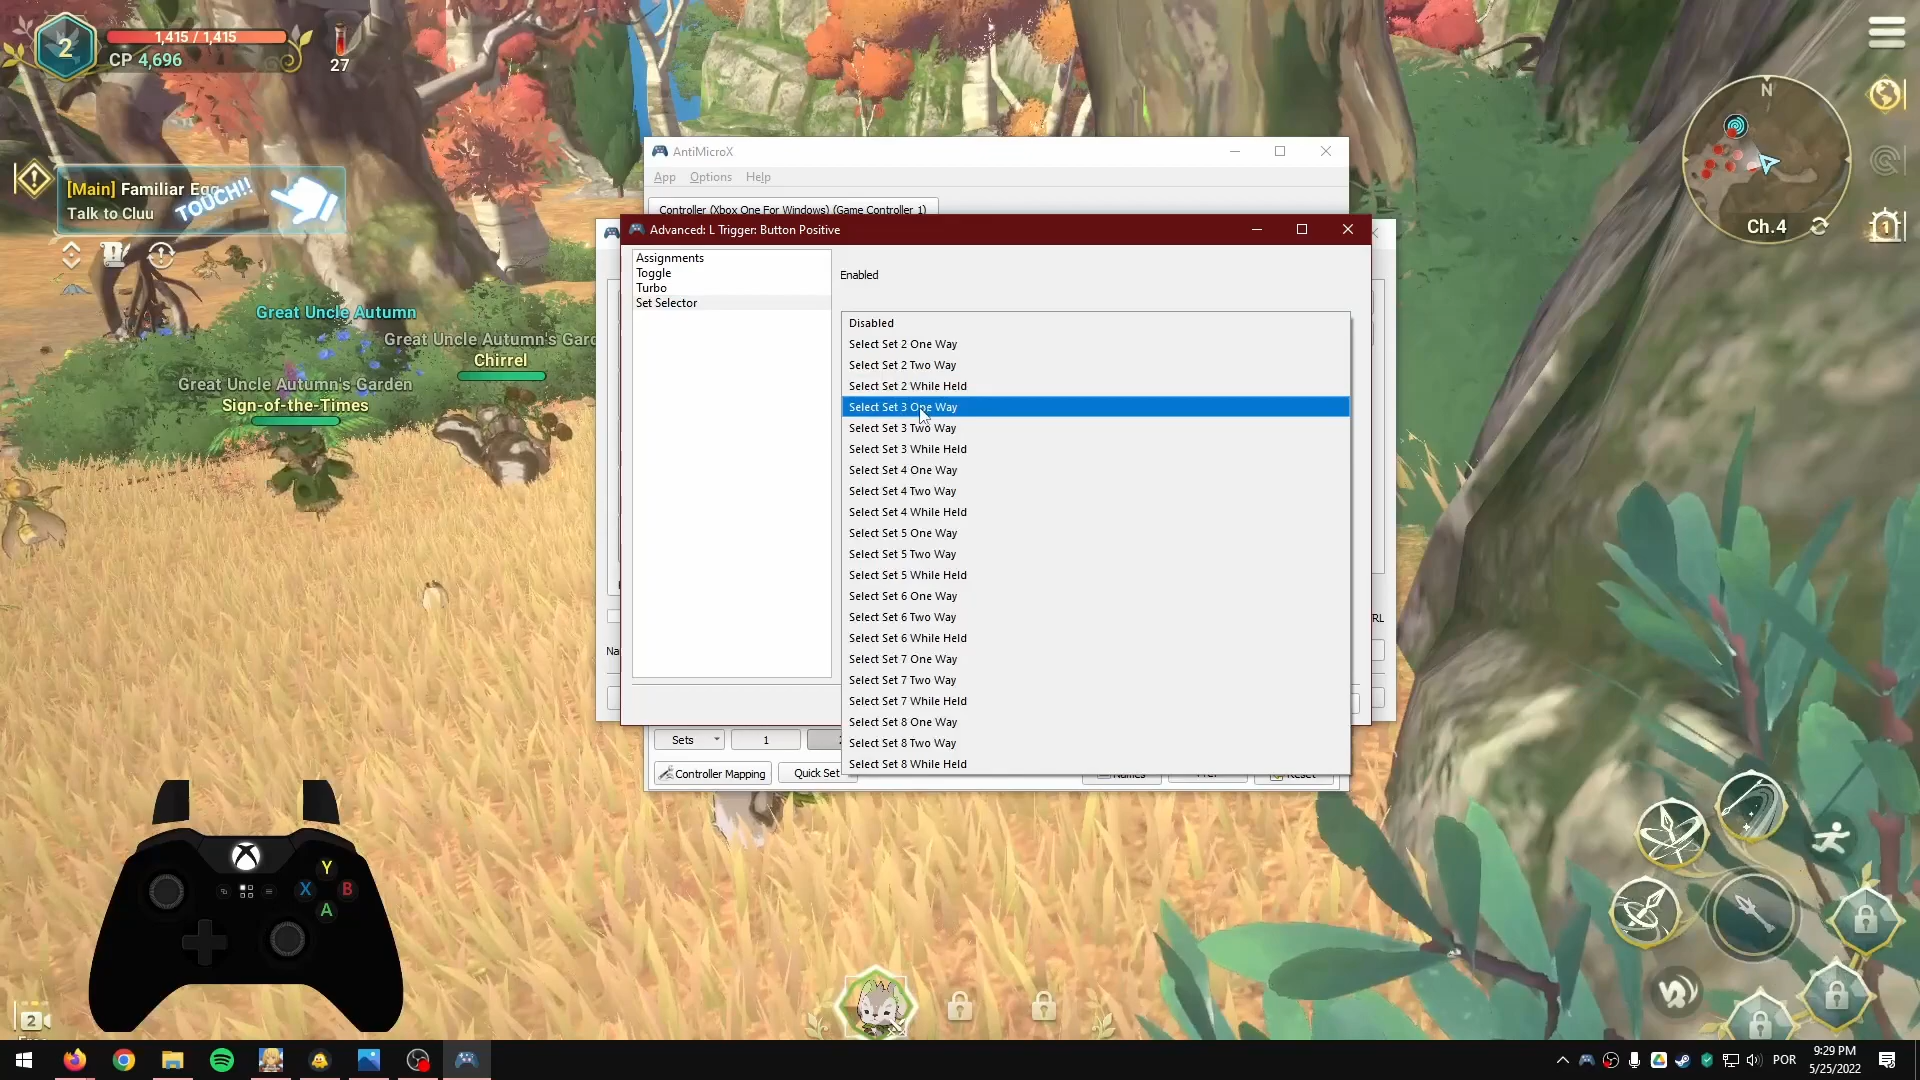 2
1,415 / 1,415
CP 4,696
27
[Main] Familiar Egg
Talk to Cluu
TOUCH!!
N
Ch.4
1
Great Uncle Autumn
Great Uncle Autumn's Gard
Chirrel
Great Uncle Autumn's Garden
Sign-of-the-Times
AntiMicroX
App Options Help
Controller (Xbox One For Windows) (Game Controller 1)
Advanced: L Trigger: Button Positive
Assignments
Toggle
Turbo
Set Selector
Enabled
Disabled
Select Set 2 One Way
Select Set 2 Two Way
Select Set 2 While Held
Select Set 3 One Way
Select Set 3 Two Way
Select Set 3 While Held
Select Set 4 One Way
Select Set 4 Two Way
Select Set 4 While Held
Select Set 5 One Way
Select Set 5 Two Way
Select Set 5 While Held
Select Set 6 One Way
Select Set 6 Two Way
Select Set 6 While Held
Select Set 7 One Way
Select Set 7 Two Way
Select Set 7 While Held
Select Set 8 One Way
Select Set 8 Two Way
Select Set 8 While Held
RL
Na
Sets 1
Controller Mapping Quick Set Names Pref Reset
Y
X B
A
2
POR
9:29 PM
5/25/2022